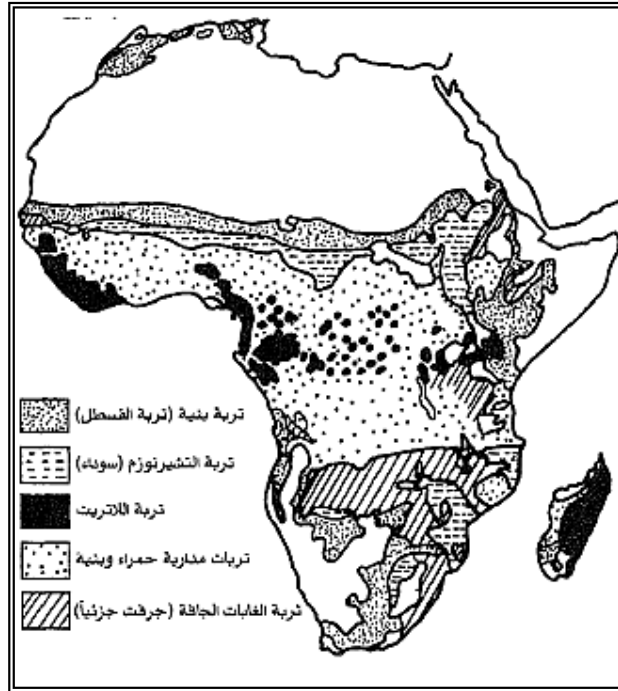 تربة بنية (تربة القسطل)
تربة التشيرنوزم (سوداء)
تربة اللاتريت
تربات مدارية حمراء وبنية
تربة الغابات الجافة (جرفت جزئياً)